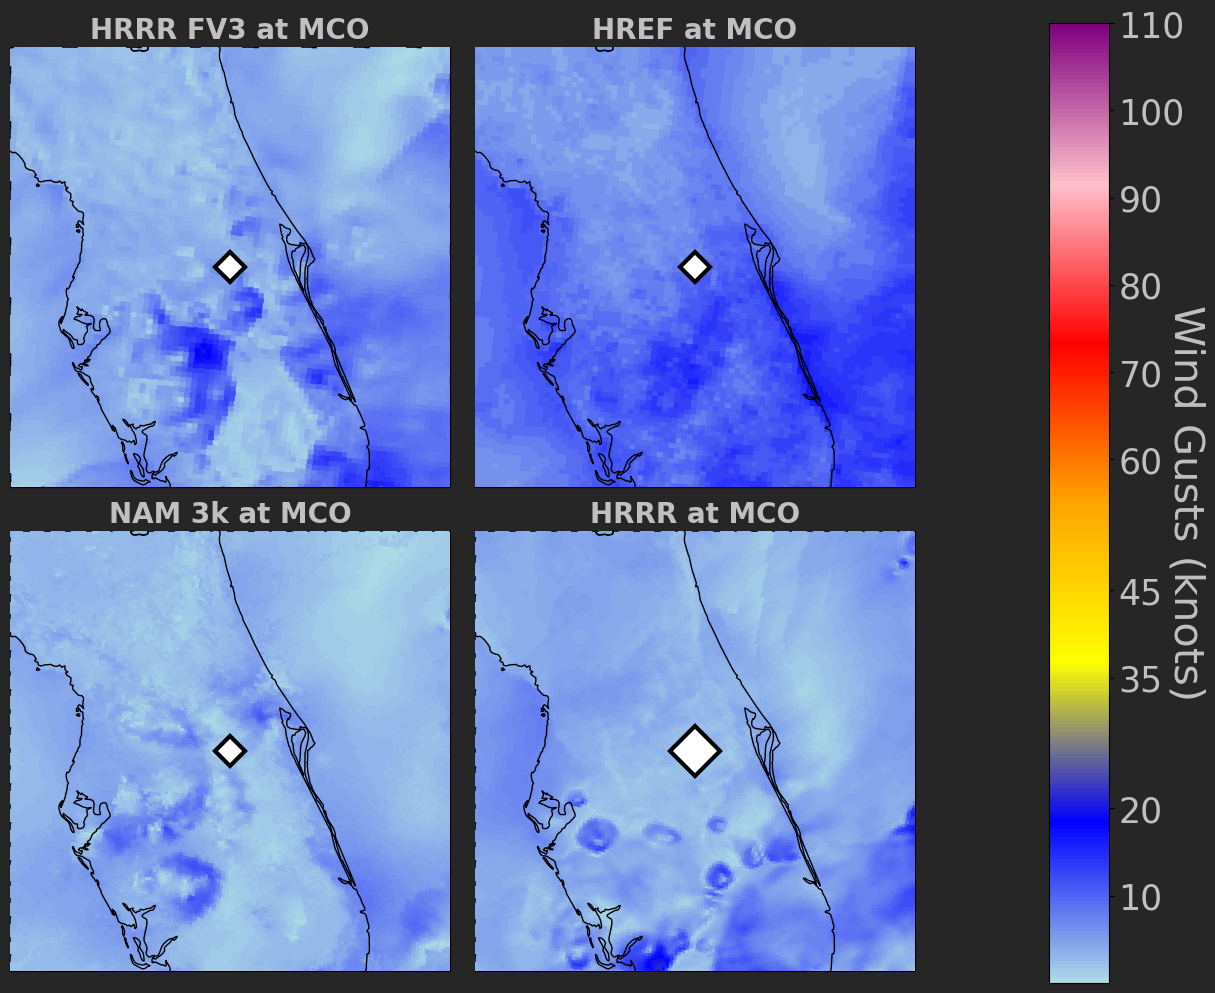 HRRR FV3 at MCO
HREF at MCO
NAM 3k at MCO
HRRR at MCO
110
100
90
80
70
60
45
35
20
10
Wind Gusts (knots)